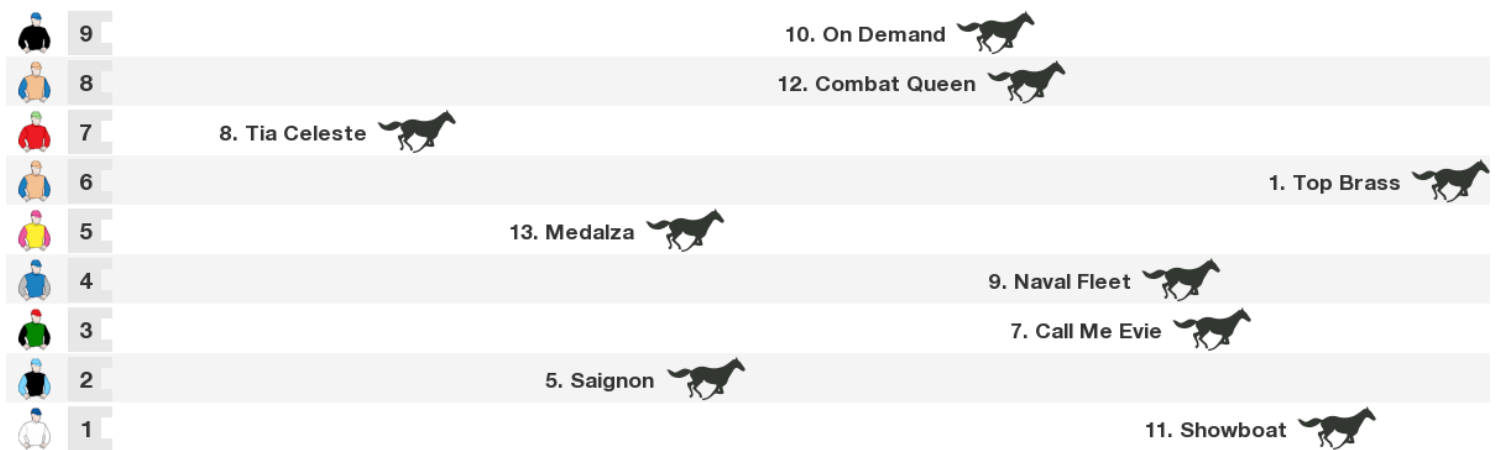 9 10. On Demand
8 12. Combat Queen
7 8. Tia Celeste
6 1. Top Brass
5 13. Medalza
4 9. Naval Fleet
3 7. Call Me Evie
2 5. Saignon
1 11. Showboat